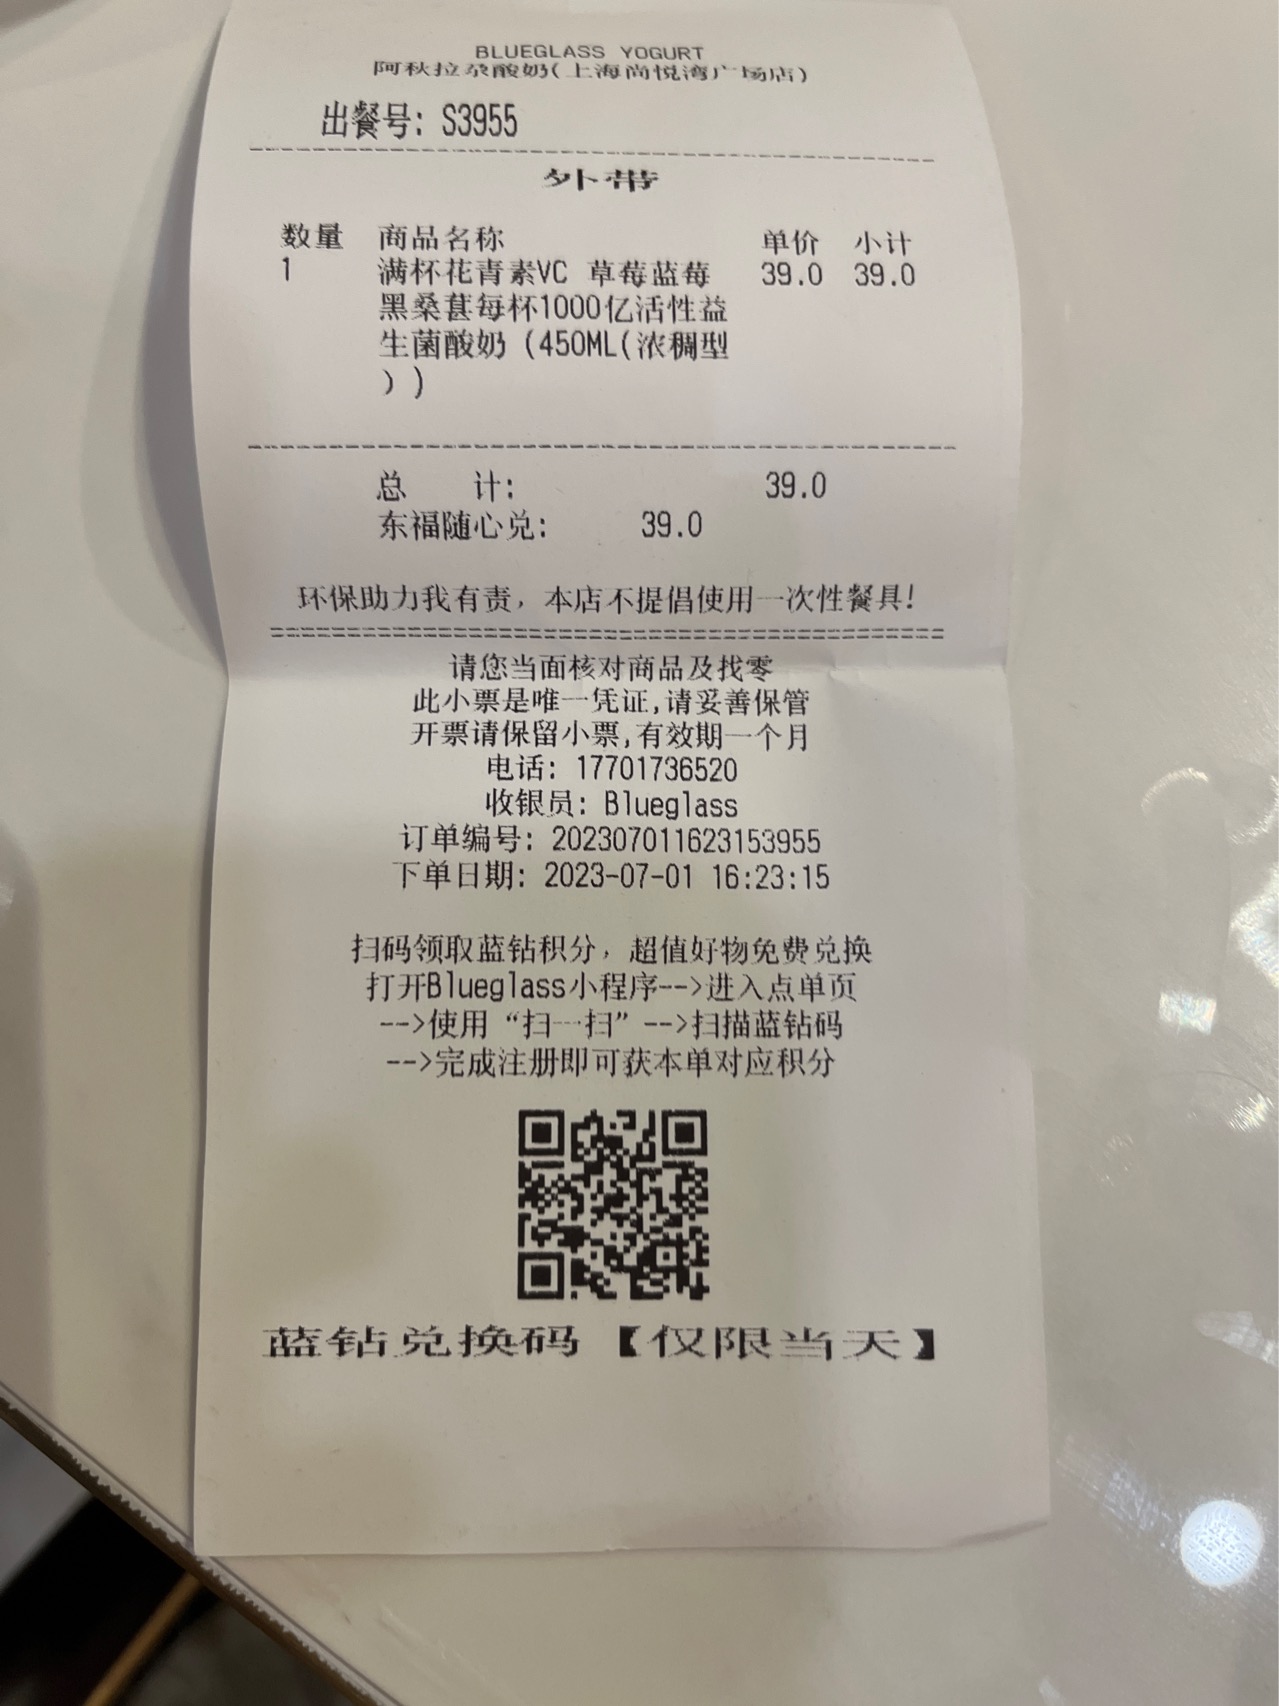 BLUEGLASS YOGURT
阿秋拉尕酸奶(上海尚悦湾广场店)
出餐号: S3955
外带
数量 商品名称 单价 小计
1 满杯花青素VC 草莓蓝莓 39.0 39.0
黑桑葚每杯1000亿活性益
生菌酸奶 (450ML(浓稠型
))
总 计: 39.0
东福随心兑: 39.0
环保助力我有责，本店不提倡使用一次性餐具!
请您当面核对商品及找零
此小票是唯一凭证,请妥善保管
开票请保留小票,有效期一个月
电话: 17701736520
收银员: Blueglass
订单编号: 202307011623153955
下单日期: 2023-07-01 16:23:15
扫码领取蓝钻积分，超值好物免费兑换
打开Blueglass小程序-->进入点单页
-->使用“扫一扫”-->扫描蓝钻码
-->完成注册即可获本单对应积分
蓝钻兑换码【仅限当天】